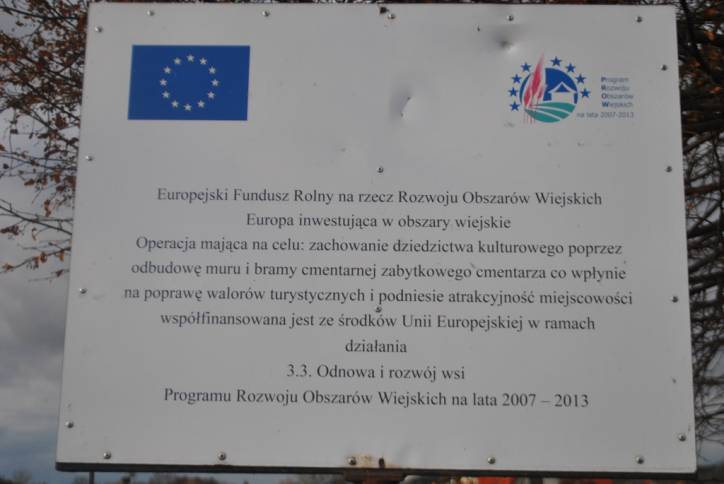 Program
Rozwoju
Obszarów
Wiejskich
na lata 2007-2013
Europejski Fundusz Rolny na rzecz Rozwoju Obszarów Wiejskich
Europa inwestująca w obszary wiejskie
Operacja mająca na celu: zachowanie dziedzictwa kulturowego poprzez
odbudowę muru i bramy cmentarnej zabytkowego cmentarza co wpłynie
na poprawę walorów turystycznych i podniesie atrakcyjność miejscowości
współfinansowana jest ze środków Unii Europejskiej w ramach
działania
3.3. Odnowa i rozwój wsi
Programu Rozwoju Obszarów Wiejskich na lata 2007 – 2013